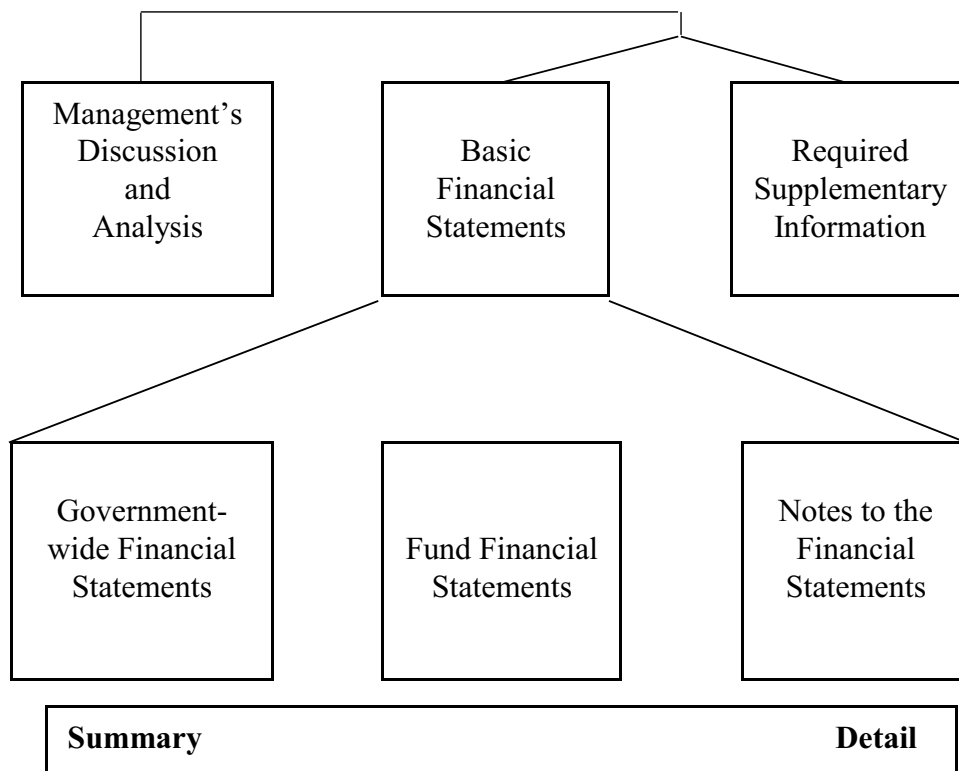 Management’s
Discussion
and
Analysis
Basic
Financial
Statements
Required
Supplementary
Information
Government-
wide Financial
Statements
Fund Financial
Statements
Notes to the
Financial
Statements
Summary Detail